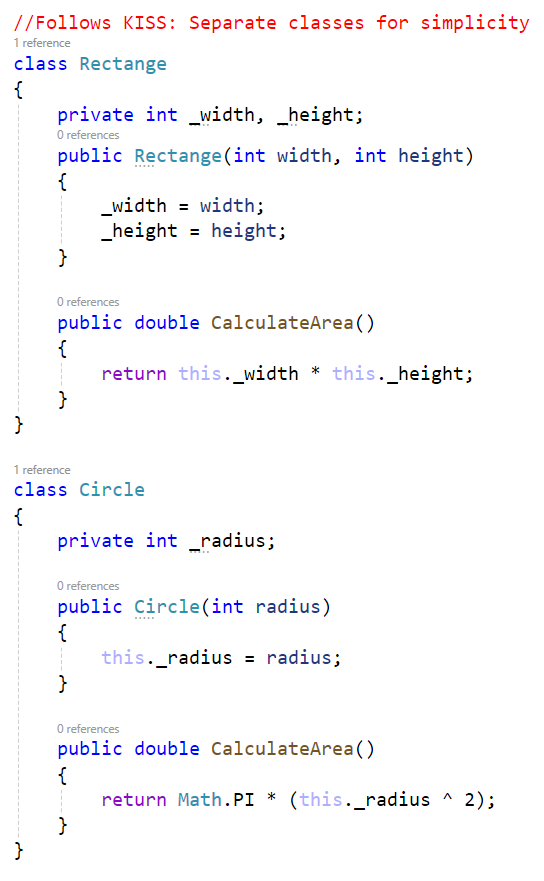 //Follows KISS: Separate classes for simplicity
1 reference
class Rectange
{
private int _width, _height;
0 references
public Rectange(int width, int height)
{
_width = width;
_height = height;
}
0 references
public double CalculateArea()
{
return this._width * this._height;
}
}
1 reference
class Circle
{
private int _radius;
0 references
public Circle(int radius)
{
this._radius = radius;
}
0 references
public double CalculateArea()
{
return Math.PI * (this._radius ^ 2);
}
}